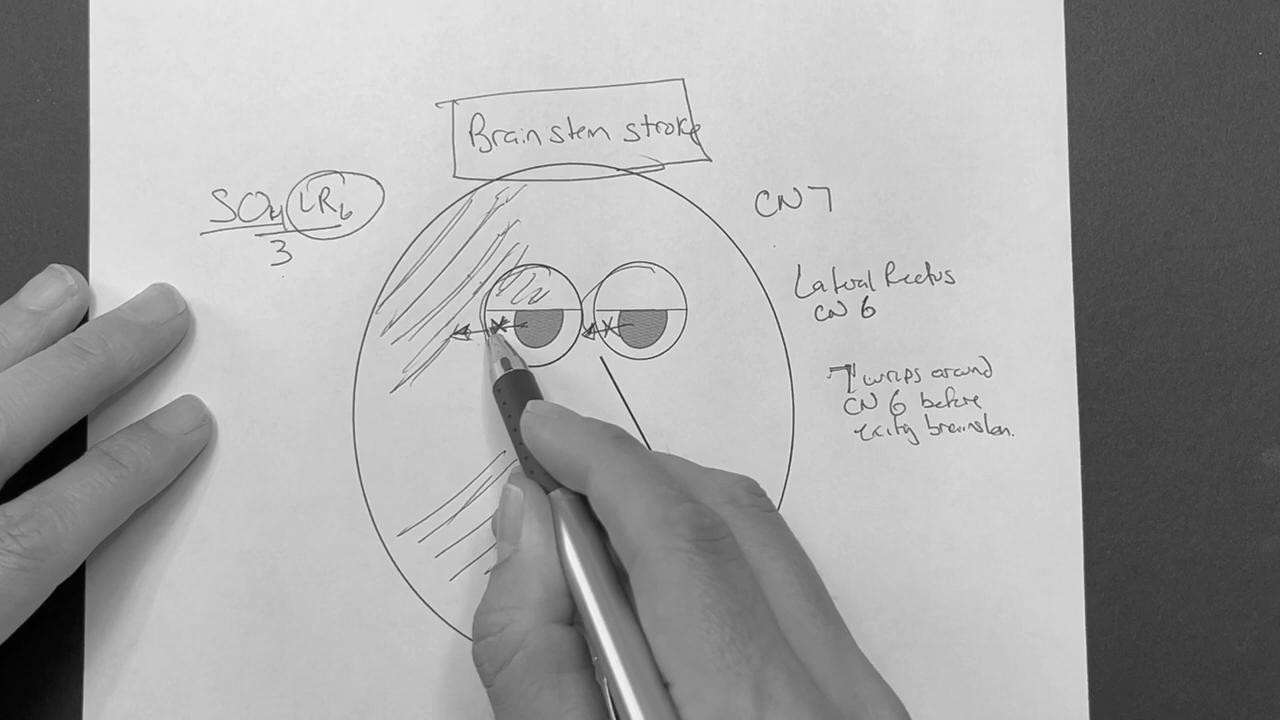 Brainstem stroke
SO4 LR6
3
CN 7
Lateral Rectus
CN 6
7 wraps around
CN 6 before
exiting brainstem.